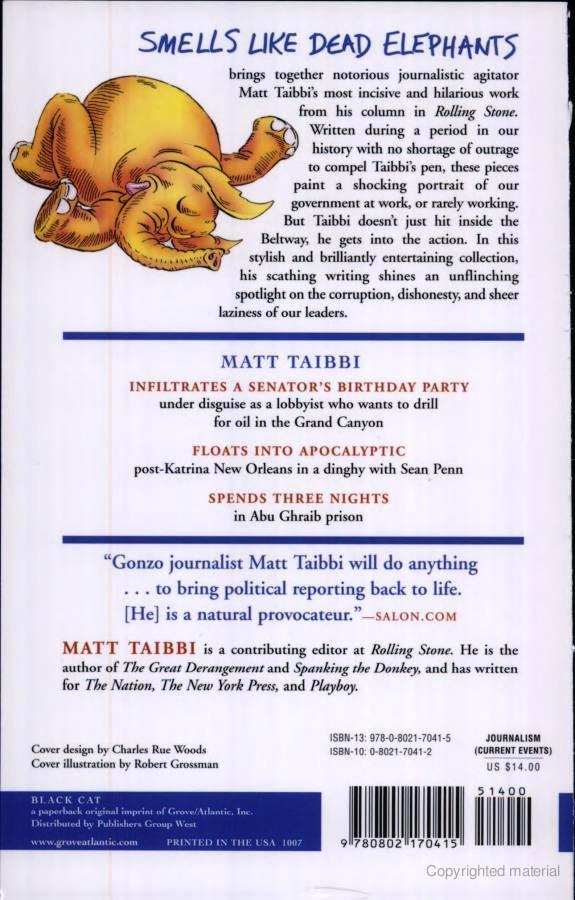 SMELLS LIKE DEAD ELEPHANTS
brings together notorious journalistic agitator
Matt Taibbi's most incisive and hilarious work
from his column in Rolling Stone.
Written during a period in our
history with no shortage of outrage
to compel Taibbi's pen, these pieces
paint a shocking portrait of our
government at work, or rarely working.
But Taibbi doesn't just hit inside the
Beltway, he gets into the action. In this
stylish and brilliantly entertaining collection,
his scathing writing shines an unflinching
spotlight on the corruption, dishonesty, and sheer
laziness of our leaders.
MATT TAIBBI
INFILTRATES A SENATOR'S BIRTHDAY PARTY
under disguise as a lobbyist who wants to drill
for oil in the Grand Canyon
FLOATS INTO APOCALYPTIC
post-Katrina New Orleans in a dinghy with Sean Penn
SPENDS THREE NIGHTS
in Abu Ghraib prison
"Gonzo journalist Matt Taibbi will do anything
. . . to bring political reporting back to life.
[He] is a natural provocateur."—SALON.COM
MATT TAIBBI is a contributing editor at Rolling Stone. He is the
author of The Great Derangement and Spanking the Donkey, and has written
for The Nation, The New York Press, and Playboy.
Cover design by Charles Rue Woods
Cover illustration by Robert Grossman
ISBN-13: 978-0-8021-7041-5
ISBN-10: 0-8021-7041-2
JOURNALISM
(CURRENT EVENTS)
US $14.00
BLACK CAT
a paperback original imprint of Grove/Atlantic, Inc.
Distributed by Publishers Group West
www.groveatlantic.com PRINTED IN THE USA 1007
51400
9 780802 170415
Copyrighted material